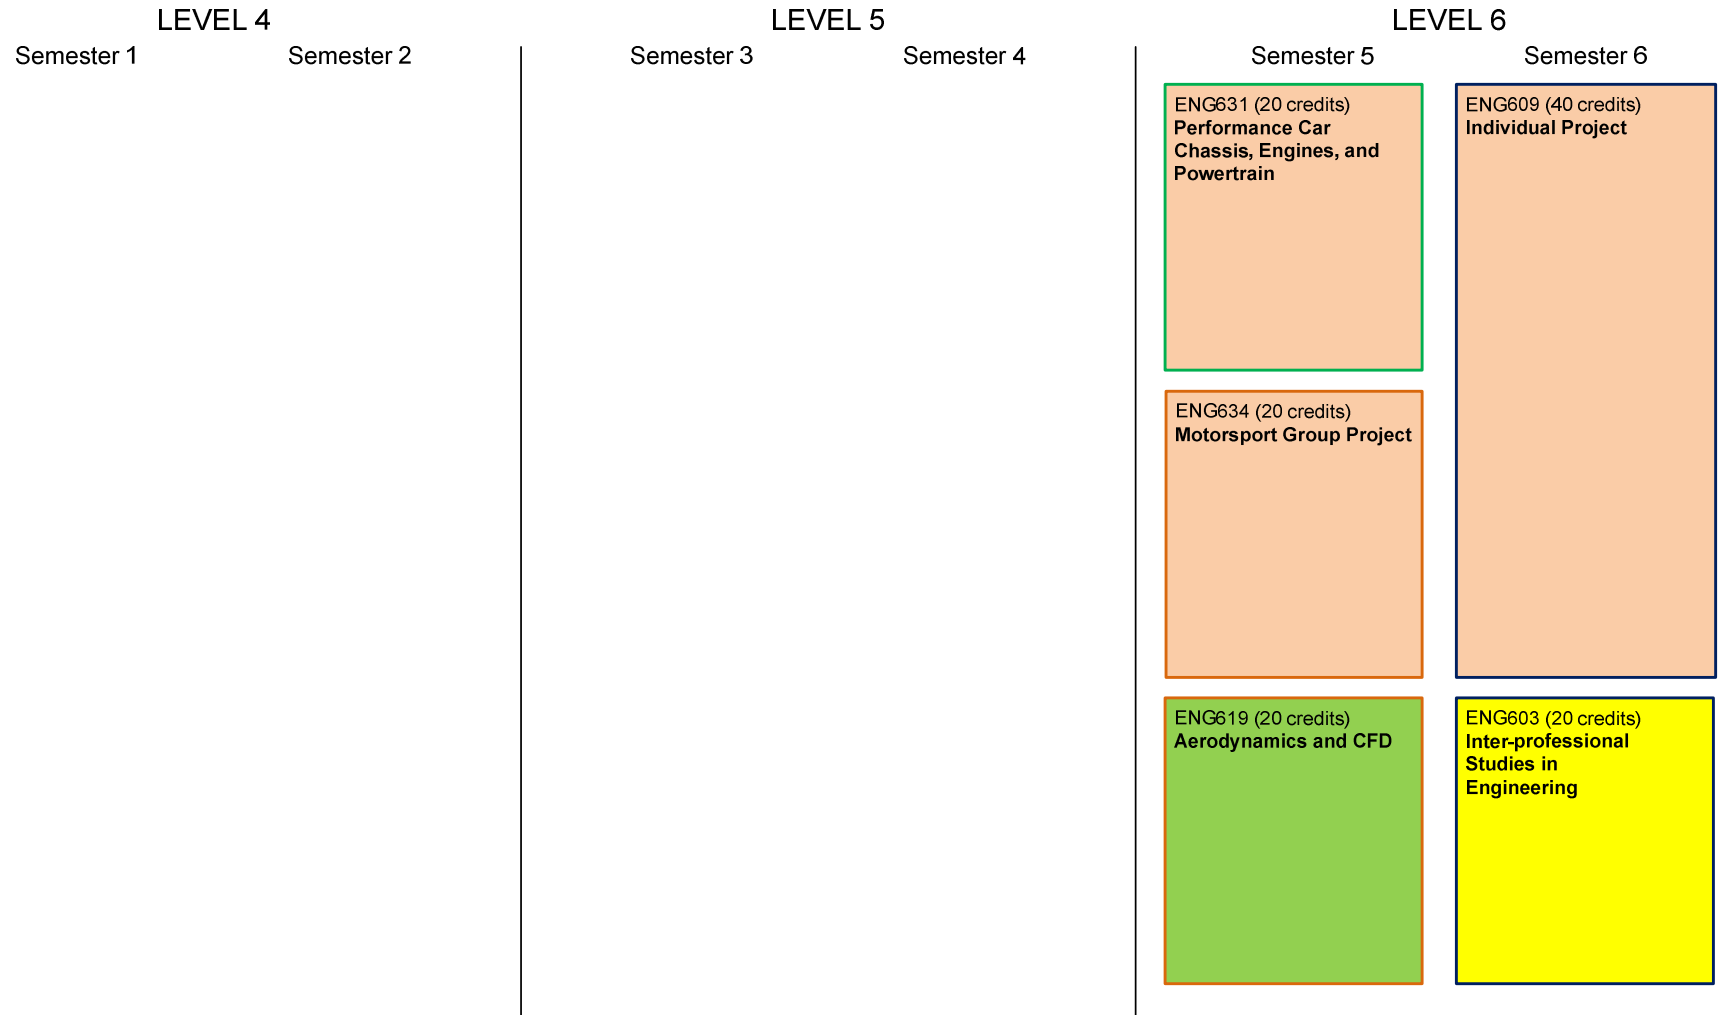 LEVEL 4
LEVEL 5
LEVEL 6
Semester 1
Semester 2
Semester 3
Semester 4
Semester 5
Semester 6
ENG631 (20 credits)
Performance Car
Chassis, Engines, and
Powertrain
ENG609 (40 credits)
Individual Project
ENG634 (20 credits)
Motorsport Group Project
ENG619 (20 credits)
Aerodynamics and CFD
ENG603 (20 credits)
Inter-professional
Studies in
Engineering